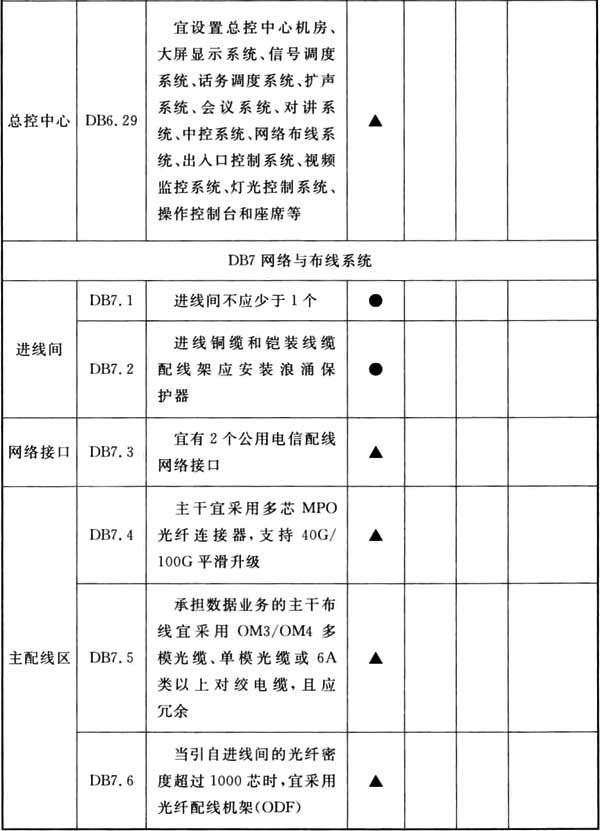 宜设置总控中心机房、
大屏显示系统、信号调度
系统、话务调度系统、扩声
系统、会议系统、对讲系
统、中控系统、网络布线系
统、出入口控制系统、视频
监控系统、灯光控制系统、
操作控制台和座席等
总控中心
DB6.29
▲
DB7 网络与布线系统
进线间
DB7.1
进线间不应少于 1 个
●
DB7.2
进线铜缆和铠装线缆
配线架应安装浪涌保
护器
●
网络接口
DB7.3
宜有 2 个公用电信配线
网络接口
▲
主配线区
DB7.4
主干宜采用多芯 MPO
光纤连接器,支持 40G/
100G 平滑升级
▲
DB7.5
承担数据业务的主干布
线宜采用 OM3/OM4 多
模光缆、单模光缆或 6A
类以上对绞电缆,且应
冗余
▲
DB7.6
当引自进线间的光纤密
度超过 1000 芯时,宜采用
光纤配线机架(ODF)
▲